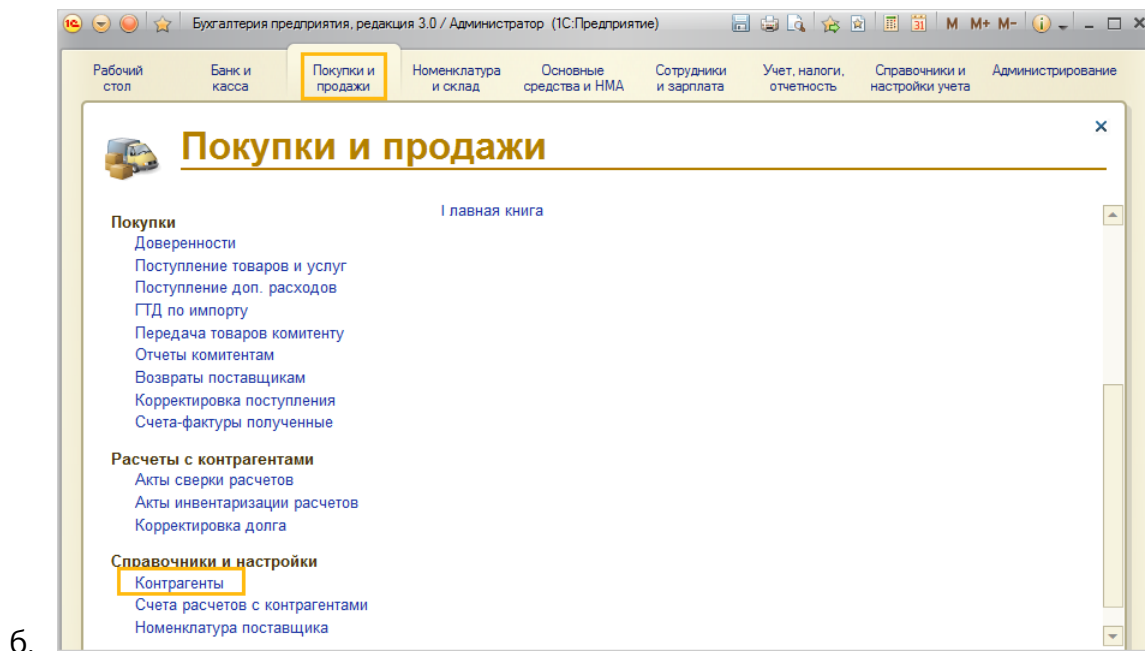 Бухгалтерия предприятия, редакция 3.0 / Администратор (1С:Предприятие)
M M+ M-
Рабочий стол
Банк и касса
Покупки и продажи
Номенклатура и склад
Основные средства и НМА
Сотрудники и зарплата
Учет, налоги, отчетность
Справочники и настройки учета
Администрирование
Покупки и продажи
Главная книга
Покупки
Доверенности
Поступление товаров и услуг
Поступление доп. расходов
ГТД по импорту
Передача товаров комитенту
Отчеты комитентам
Возвраты поставщикам
Корректировка поступления
Счета-фактуры полученные
Расчеты с контрагентами
Акты сверки расчетов
Акты инвентаризации расчетов
Корректировка долга
Справочники и настройки
Контрагенты
Счета расчетов с контрагентами
Номенклатура поставщика
б.